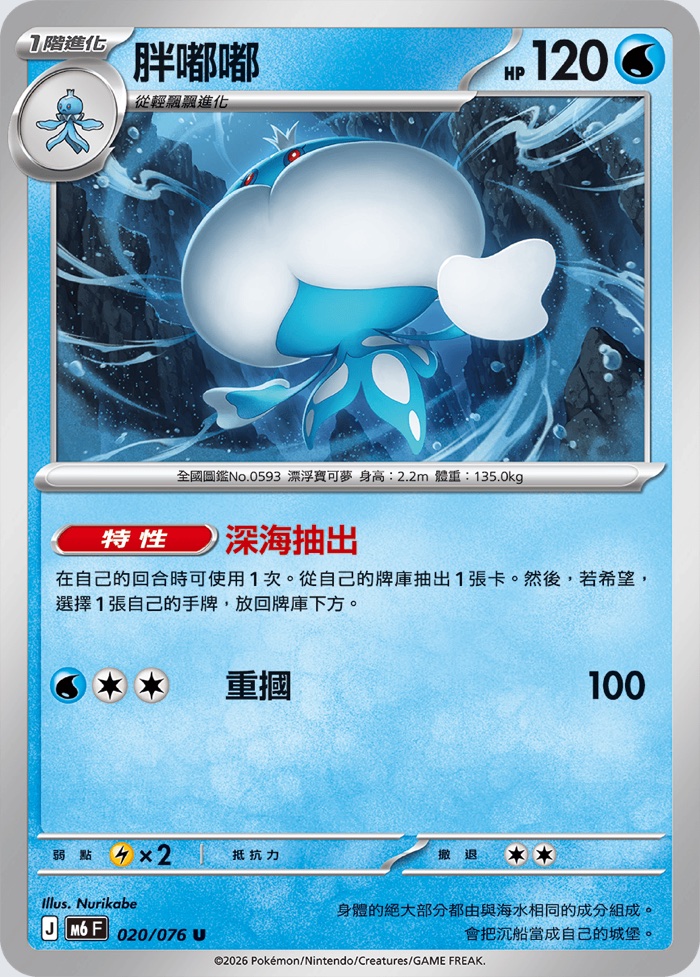 1階進化
胖嘟嘟
HP 120
從輕飄飄進化
全國圖鑑No.0593 漂浮寶可夢 身高：2.2m 體重：135.0kg
特性 深海抽出
在自己的回合時可使用1次。從自己的牌庫抽出1張卡。然後，若希望，
選擇1張自己的手牌，放回牌庫下方。
重摑 100
弱點 ×2 抵抗力 撤退
Illus. Nurikabe
身體的絕大部分都由與海水相同的成分組成。
J M6 F 020/076 U
會把沉船當成自己的城堡。
©2026 Pokémon/Nintendo/Creatures/GAME FREAK.